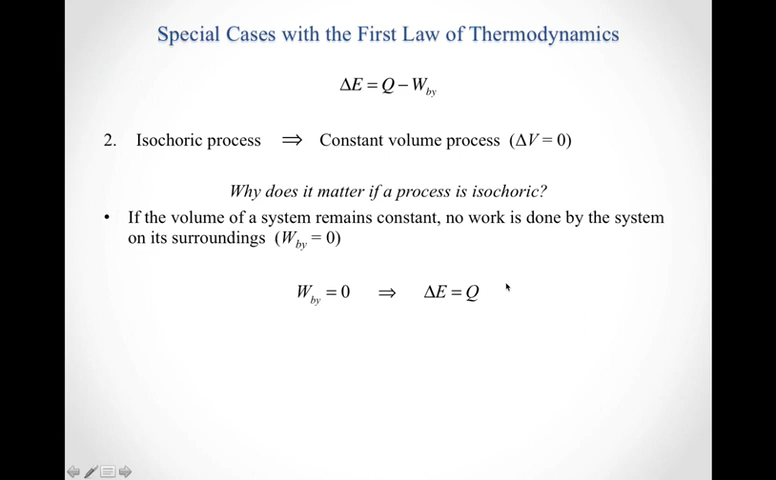 Special Cases with the First Law of Thermodynamics
ΔE = Q − W_by
2. Isochoric process ⇒ Constant volume process (ΔV = 0)
Why does it matter if a process is isochoric?
• If the volume of a system remains constant, no work is done by the system
on its surroundings (W_by = 0)
W_by = 0 ⇒ ΔE = Q